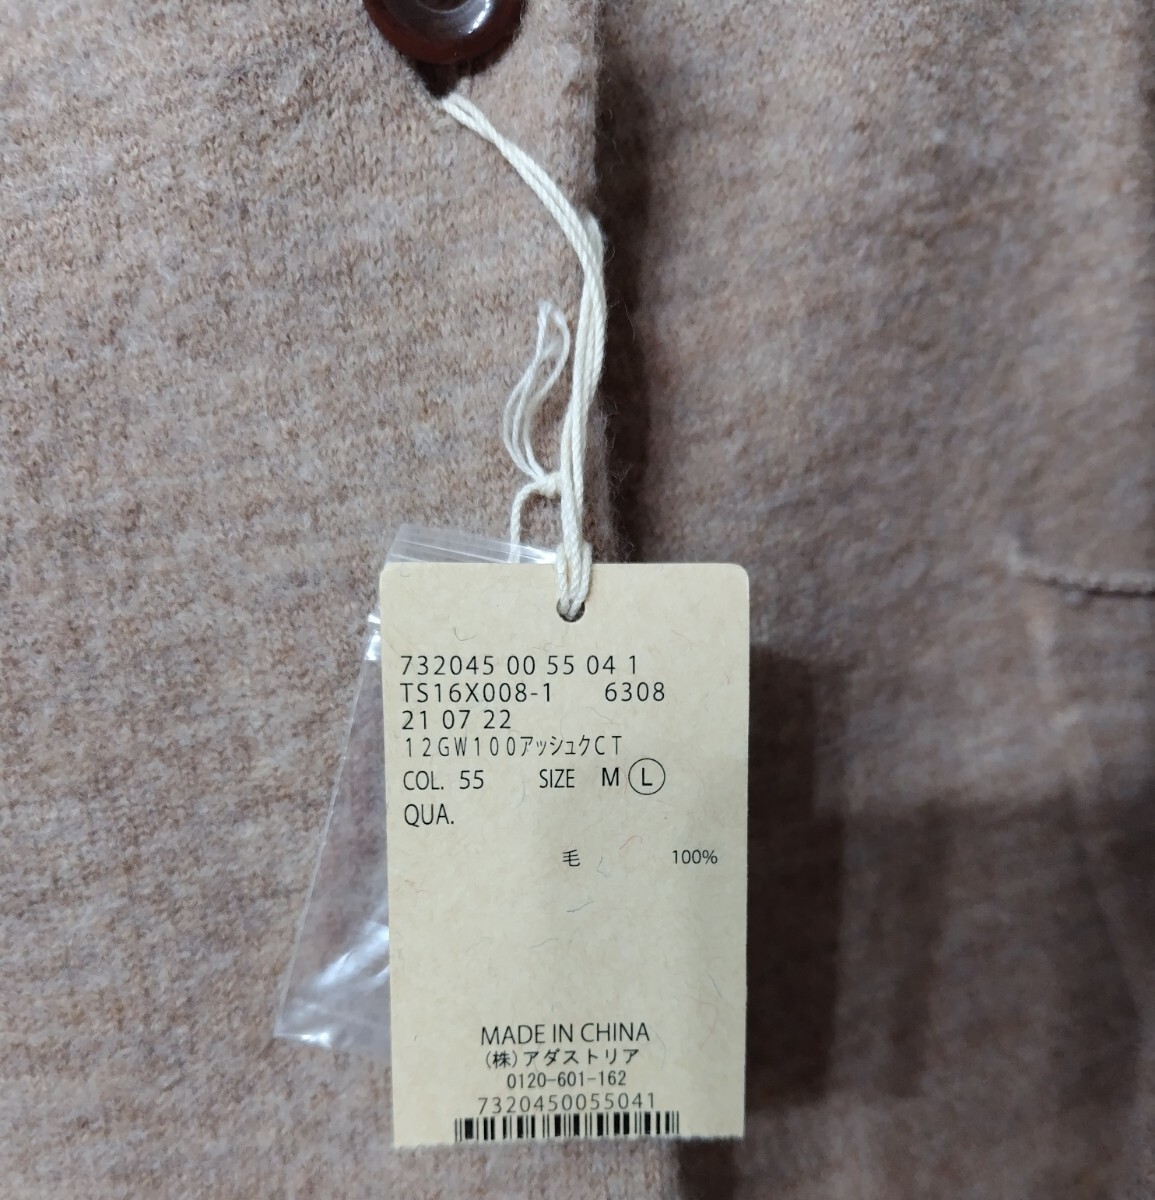 732045 00 55 04 1
TS16X008-1 6308
21 07 22
12GW100ｱｯｼｭｸCT
COL. 55 SIZE M Ⓛ
QUA.
毛 100%
MADE IN CHINA
(株)アダストリア
0120-601-162
7320450055041